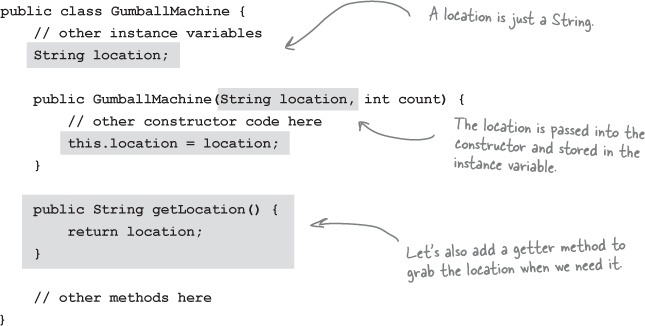 public class GumballMachine {
// other instance variables
String location;
A location is just a String.
public GumballMachine(String location, int count) {
// other constructor code here
this.location = location;
}
The location is passed into the
constructor and stored in the
instance variable.
public String getLocation() {
return location;
}
Let's also add a getter method to
grab the location when we need it.
// other methods here
}